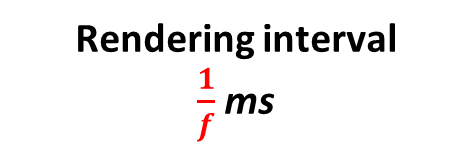 Rendering interval
1/f ms